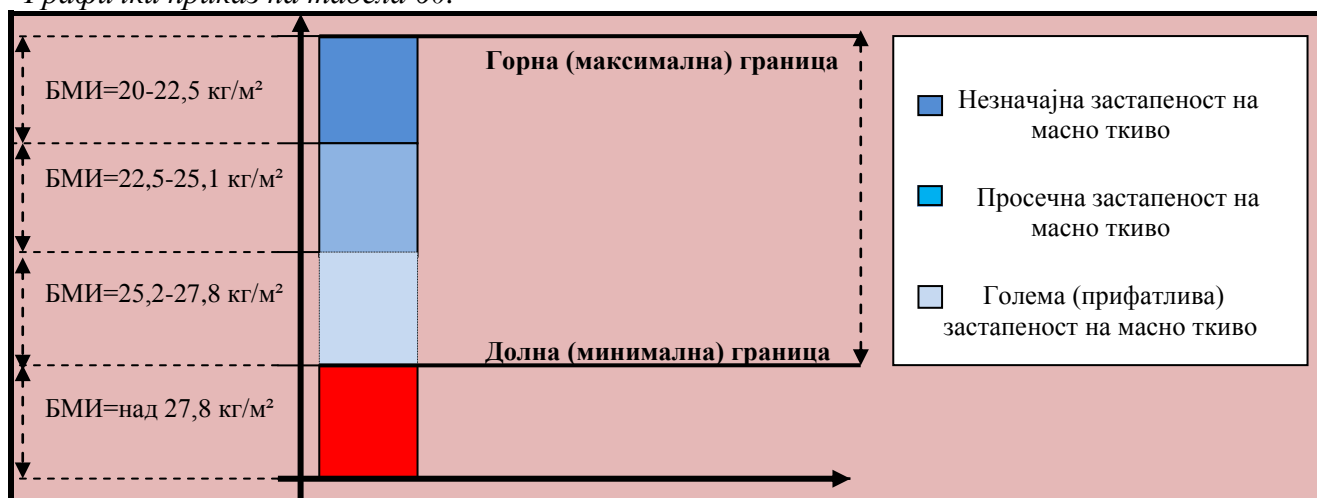 Графички приказ на табела 60.
БМИ=20-22,5 кг/м²
БМИ=22,5-25,1 кг/м²
БМИ=25,2-27,8 кг/м²
БМИ=над 27,8 кг/м²
Горна (максимална) граница
Долна (минимална) граница
Незначајна застапеност на
масно ткиво
Просечна застапеност на
масно ткиво
Голема (прифатлива)
застапеност на масно ткиво